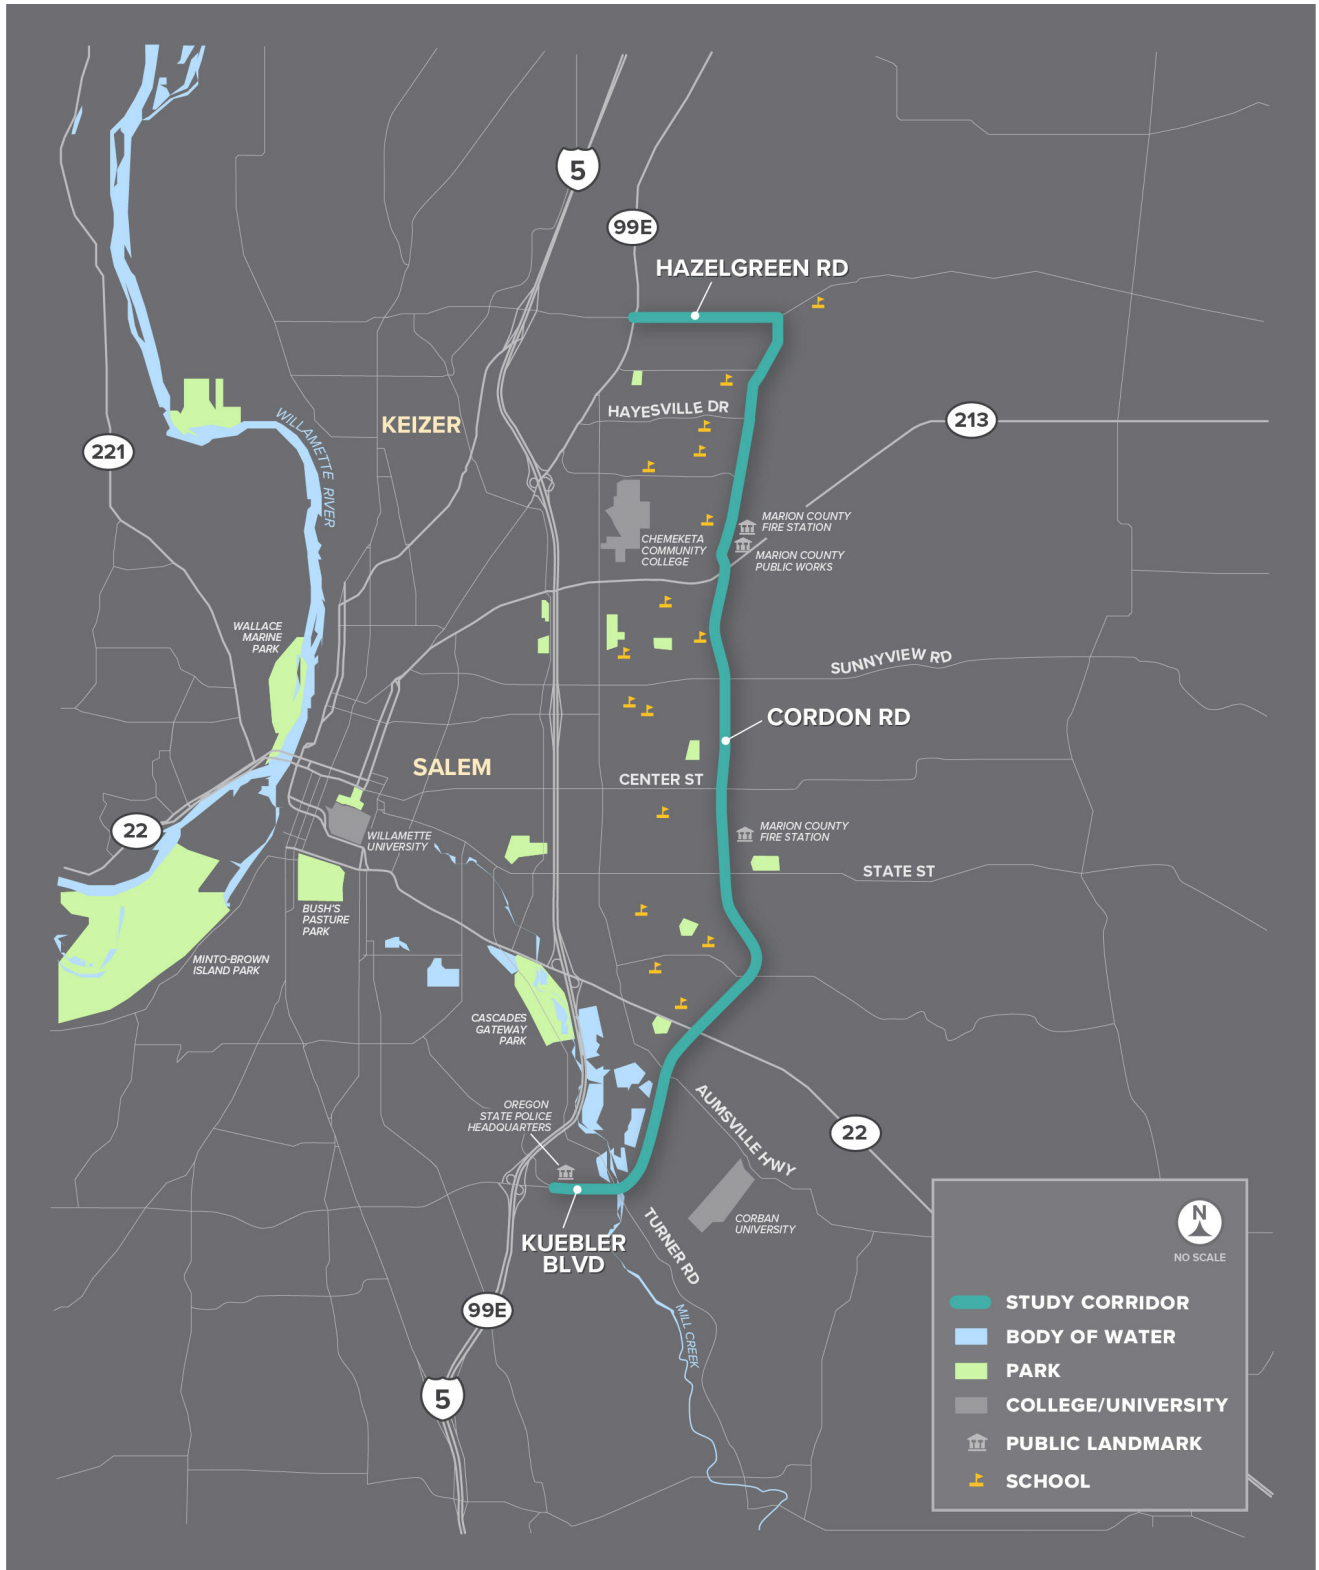 5
99E
HAZELGREEN RD
HAYESVILLE DR
KEIZER
213
221
WILLAMETTE RIVER
MARION COUNTY
FIRE STATION
CHEMEKETA
COMMUNITY
COLLEGE
MARION COUNTY
PUBLIC WORKS
WALLACE
MARINE
PARK
SUNNYVIEW RD
CORDON RD
SALEM
CENTER ST
22
WILLAMETTE
UNIVERSITY
MARION COUNTY
FIRE STATION
STATE ST
BUSH'S
PASTURE
PARK
MINTO-BROWN
ISLAND PARK
CASCADES
GATEWAY
PARK
OREGON
STATE POLICE
HEADQUARTERS
AUMSVILLE HWY
22
CORBAN
UNIVERSITY
TURNER RD
KUEBLER
BLVD
99E
MILL CREEK
5
N
NO SCALE
STUDY CORRIDOR
BODY OF WATER
PARK
COLLEGE/UNIVERSITY
PUBLIC LANDMARK
SCHOOL